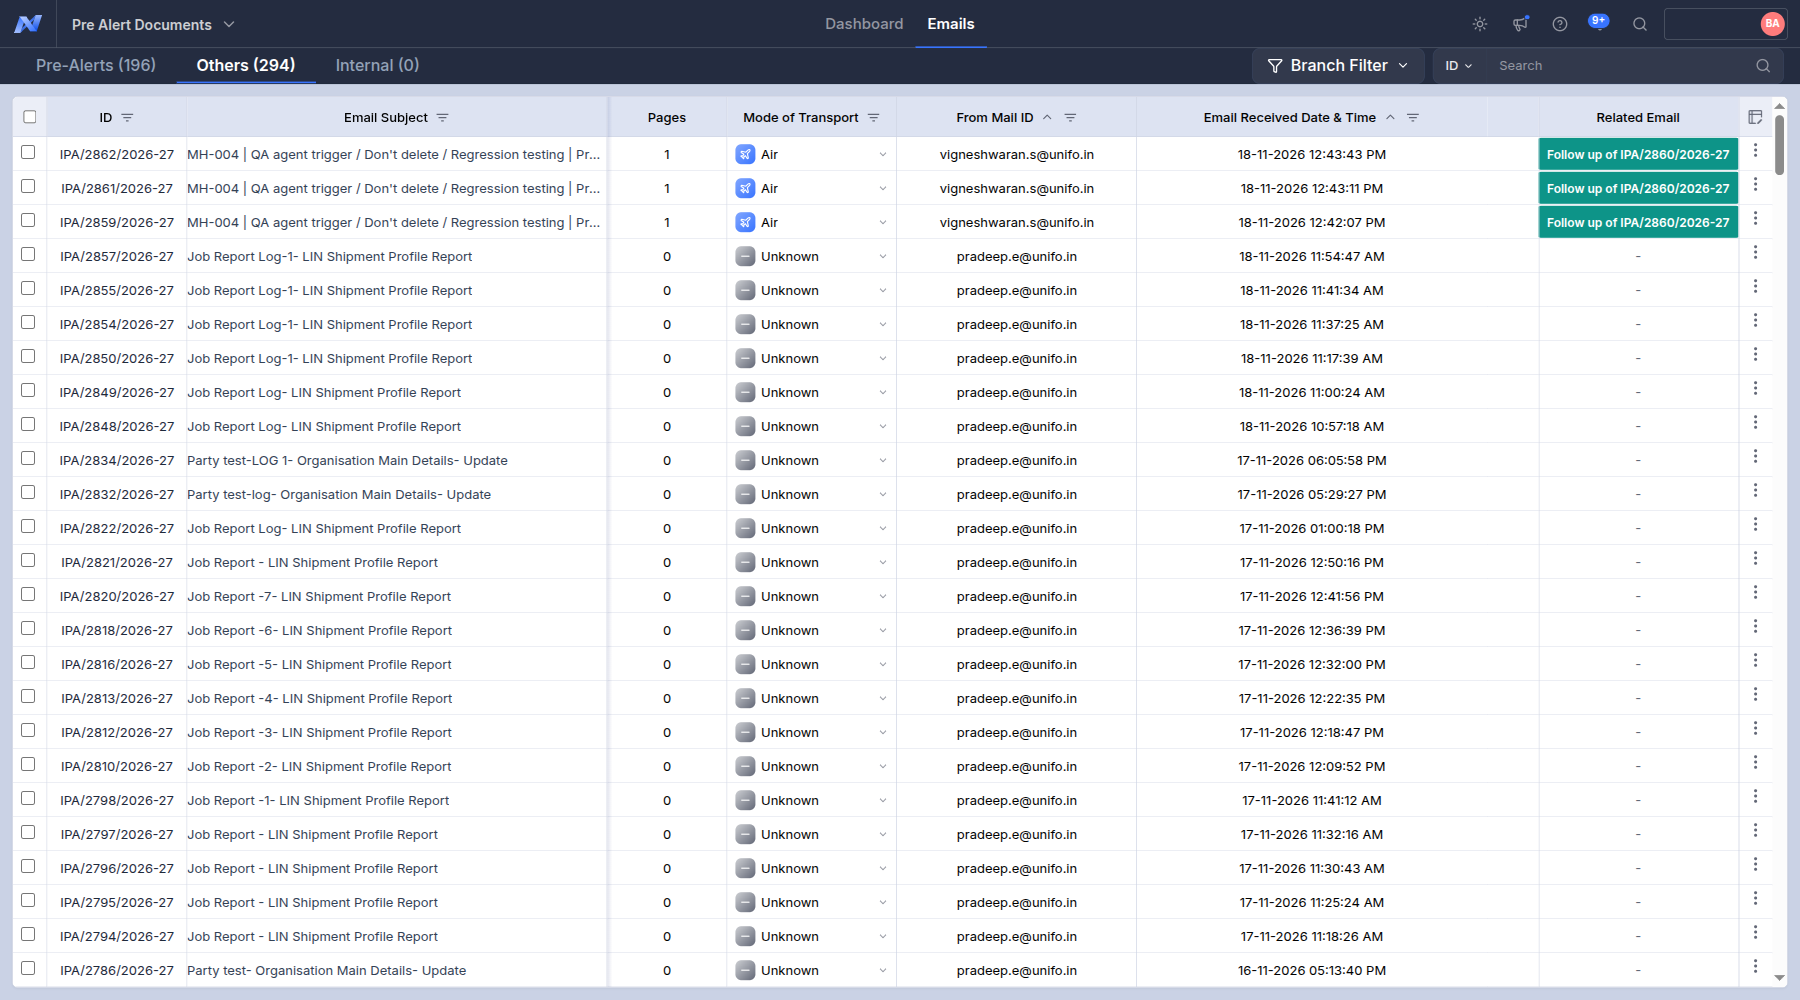 Pre Alert Documents Dashboard Emails 9+ BA
Pre-Alerts (196) Others (294) Internal (0) Branch Filter ID Search
ID Email Subject Pages Mode of Transport From Mail ID Email Received Date & Time Related Email
IPA/2862/2026-27 MH-004 | QA agent trigger / Don't delete / Regression testing | Pr... 1 Air vigneshwaran.s@unifo.in 18-11-2026 12:43:43 PM Follow up of IPA/2860/2026-27
IPA/2861/2026-27 MH-004 | QA agent trigger / Don't delete / Regression testing | Pr... 1 Air vigneshwaran.s@unifo.in 18-11-2026 12:43:11 PM Follow up of IPA/2860/2026-27
IPA/2859/2026-27 MH-004 | QA agent trigger / Don't delete / Regression testing | Pr... 1 Air vigneshwaran.s@unifo.in 18-11-2026 12:42:07 PM Follow up of IPA/2860/2026-27
IPA/2857/2026-27 Job Report Log-1- LIN Shipment Profile Report 0 Unknown pradeep.e@unifo.in 18-11-2026 11:54:47 AM -
IPA/2855/2026-27 Job Report Log-1- LIN Shipment Profile Report 0 Unknown pradeep.e@unifo.in 18-11-2026 11:41:34 AM -
IPA/2854/2026-27 Job Report Log-1- LIN Shipment Profile Report 0 Unknown pradeep.e@unifo.in 18-11-2026 11:37:25 AM -
IPA/2850/2026-27 Job Report Log-1- LIN Shipment Profile Report 0 Unknown pradeep.e@unifo.in 18-11-2026 11:17:39 AM -
IPA/2849/2026-27 Job Report Log- LIN Shipment Profile Report 0 Unknown pradeep.e@unifo.in 18-11-2026 11:00:24 AM -
IPA/2848/2026-27 Job Report Log- LIN Shipment Profile Report 0 Unknown pradeep.e@unifo.in 18-11-2026 10:57:18 AM -
IPA/2834/2026-27 Party test-LOG 1- Organisation Main Details- Update 0 Unknown pradeep.e@unifo.in 17-11-2026 06:05:58 PM -
IPA/2832/2026-27 Party test-log- Organisation Main Details- Update 0 Unknown pradeep.e@unifo.in 17-11-2026 05:29:27 PM -
IPA/2822/2026-27 Job Report Log- LIN Shipment Profile Report 0 Unknown pradeep.e@unifo.in 17-11-2026 01:00:18 PM -
IPA/2821/2026-27 Job Report - LIN Shipment Profile Report 0 Unknown pradeep.e@unifo.in 17-11-2026 12:50:16 PM -
IPA/2820/2026-27 Job Report -7- LIN Shipment Profile Report 0 Unknown pradeep.e@unifo.in 17-11-2026 12:41:56 PM -
IPA/2818/2026-27 Job Report -6- LIN Shipment Profile Report 0 Unknown pradeep.e@unifo.in 17-11-2026 12:36:39 PM -
IPA/2816/2026-27 Job Report -5- LIN Shipment Profile Report 0 Unknown pradeep.e@unifo.in 17-11-2026 12:32:00 PM -
IPA/2813/2026-27 Job Report -4- LIN Shipment Profile Report 0 Unknown pradeep.e@unifo.in 17-11-2026 12:22:35 PM -
IPA/2812/2026-27 Job Report -3- LIN Shipment Profile Report 0 Unknown pradeep.e@unifo.in 17-11-2026 12:18:47 PM -
IPA/2810/2026-27 Job Report -2- LIN Shipment Profile Report 0 Unknown pradeep.e@unifo.in 17-11-2026 12:09:52 PM -
IPA/2798/2026-27 Job Report -1- LIN Shipment Profile Report 0 Unknown pradeep.e@unifo.in 17-11-2026 11:41:12 AM -
IPA/2797/2026-27 Job Report - LIN Shipment Profile Report 0 Unknown pradeep.e@unifo.in 17-11-2026 11:32:16 AM -
IPA/2796/2026-27 Job Report - LIN Shipment Profile Report 0 Unknown pradeep.e@unifo.in 17-11-2026 11:30:43 AM -
IPA/2795/2026-27 Job Report - LIN Shipment Profile Report 0 Unknown pradeep.e@unifo.in 17-11-2026 11:25:24 AM -
IPA/2794/2026-27 Job Report - LIN Shipment Profile Report 0 Unknown pradeep.e@unifo.in 17-11-2026 11:18:26 AM -
IPA/2786/2026-27 Party test- Organisation Main Details- Update 0 Unknown pradeep.e@unifo.in 16-11-2026 05:13:40 PM -